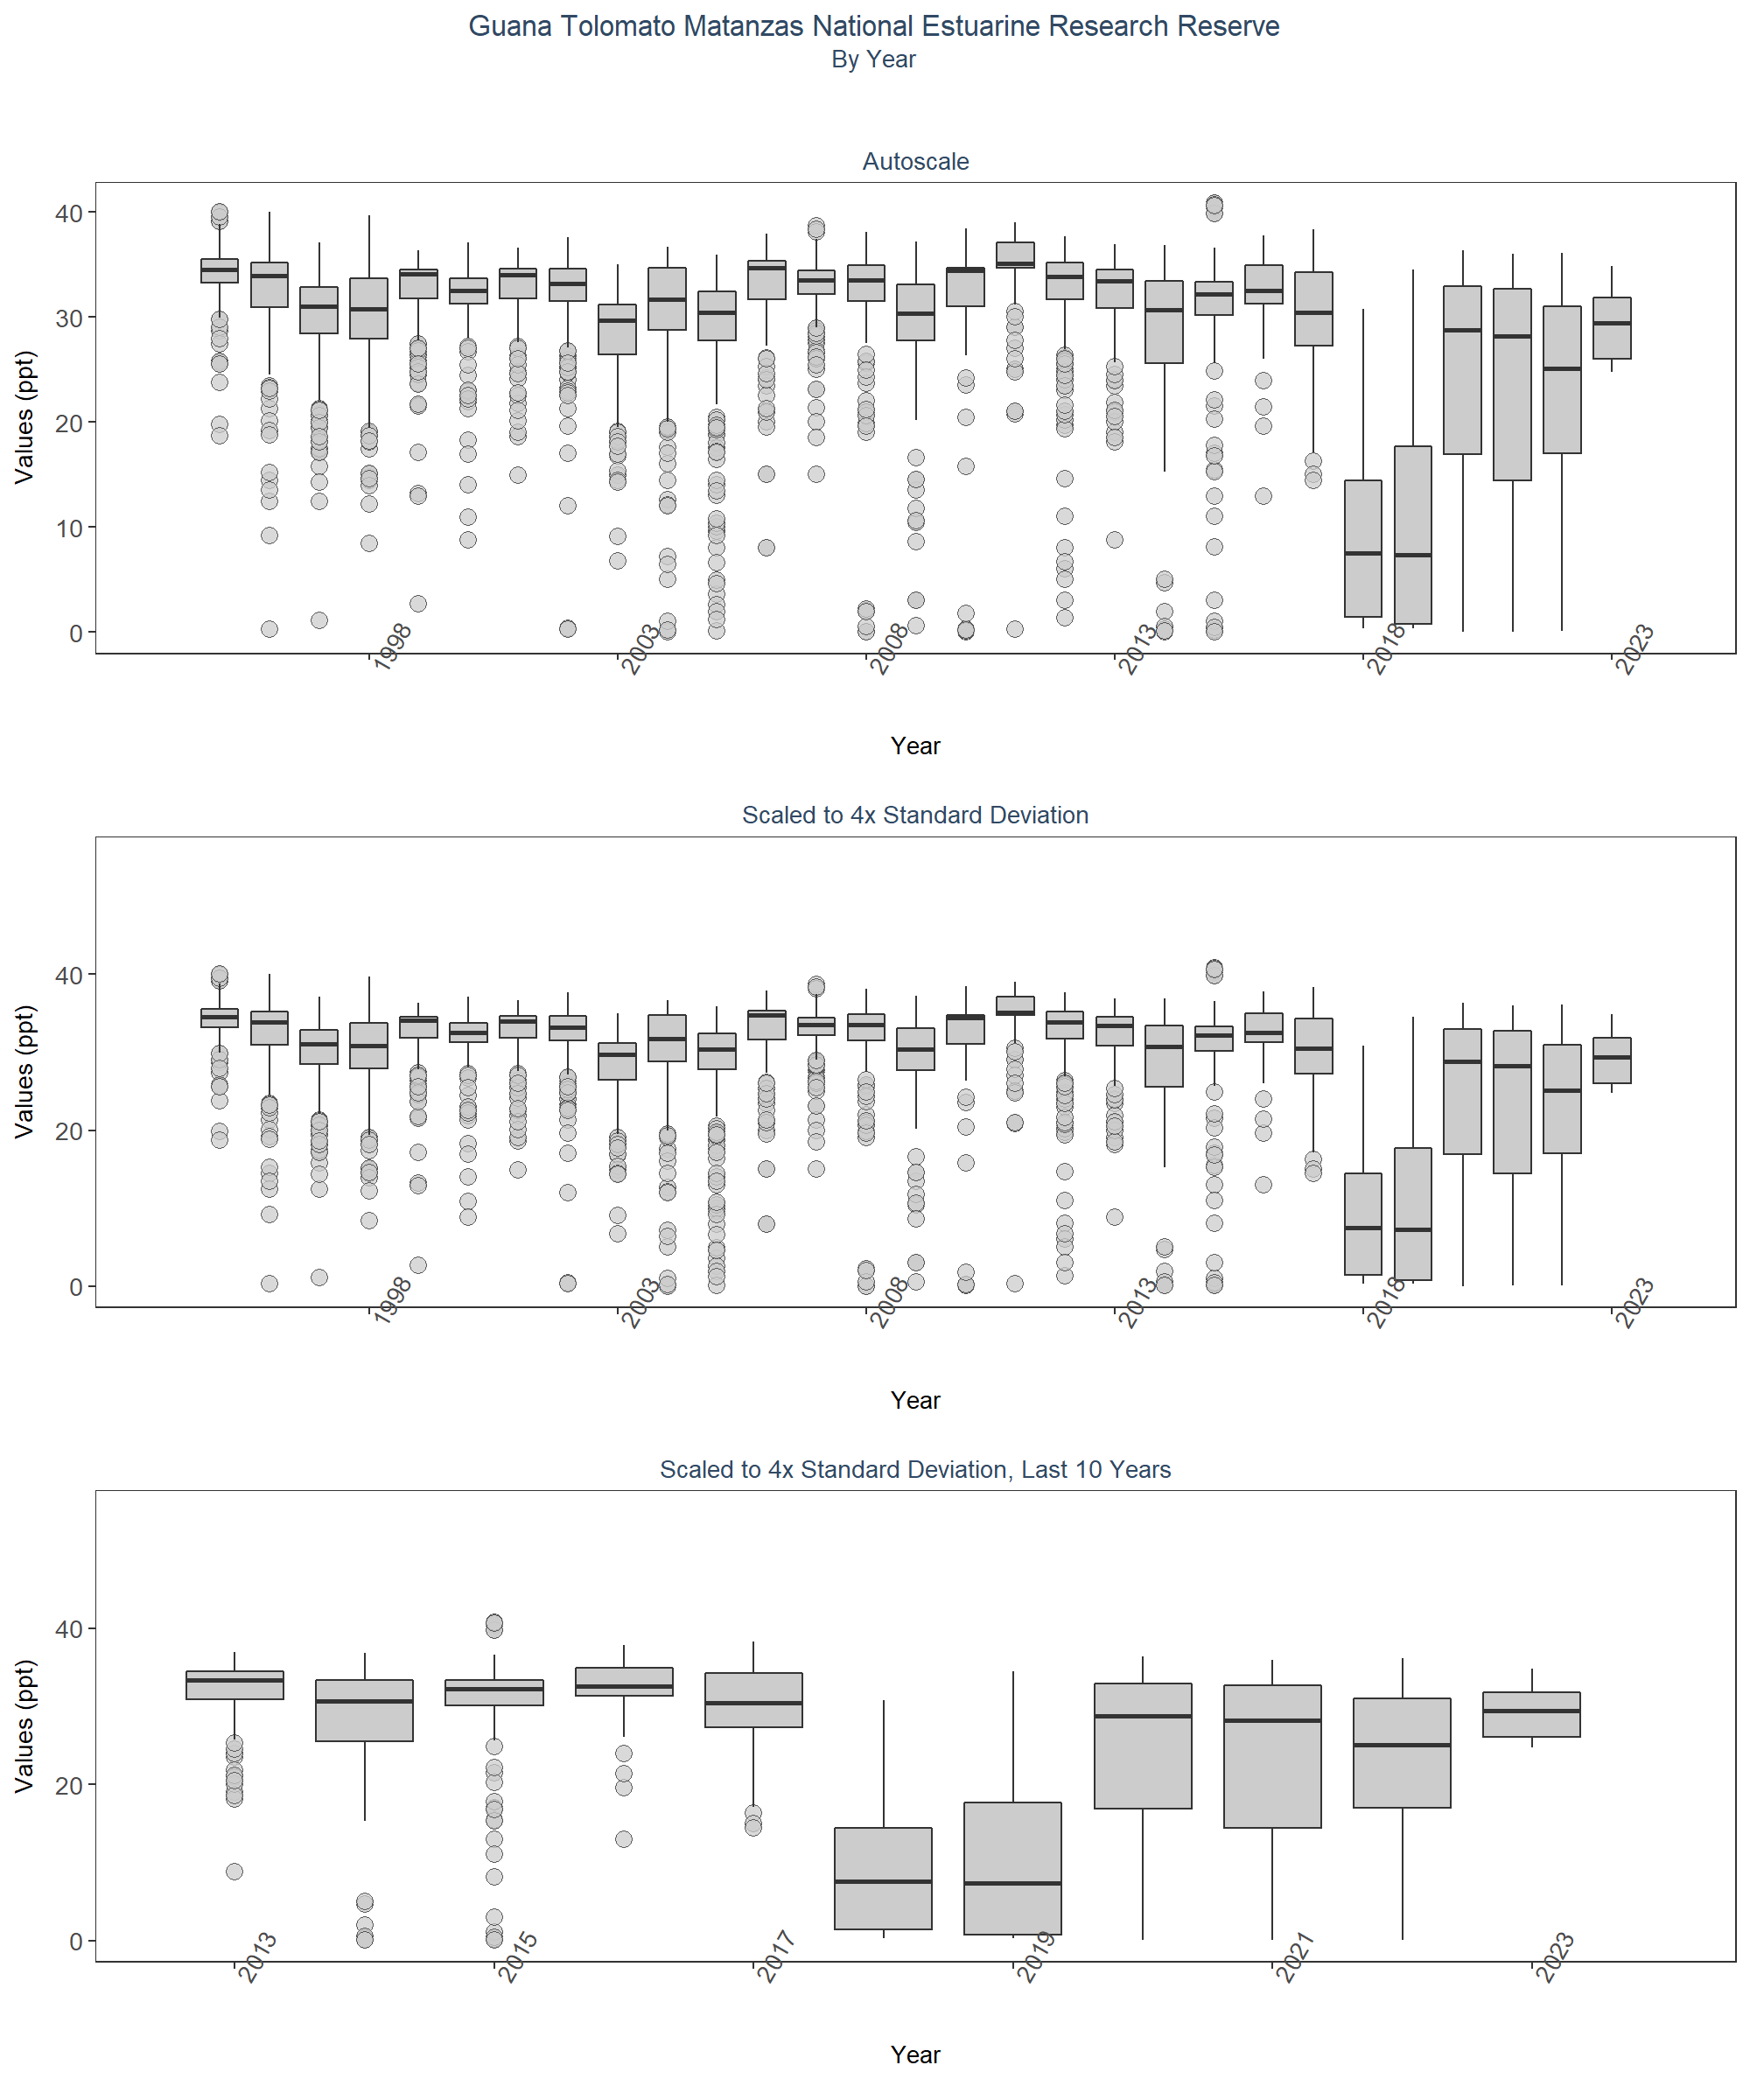 Guana Tolomato Matanzas National Estuarine Research Reserve
By Year
Autoscale
Values (ppt)
40
30
20
10
0
1998
2003
2008
2013
2018
2023
Year
Scaled to 4x Standard Deviation
Values (ppt)
40
20
0
1998
2003
2008
2013
2018
2023
Year
Scaled to 4x Standard Deviation, Last 10 Years
Values (ppt)
40
20
0
2013
2015
2017
2019
2021
2023
Year